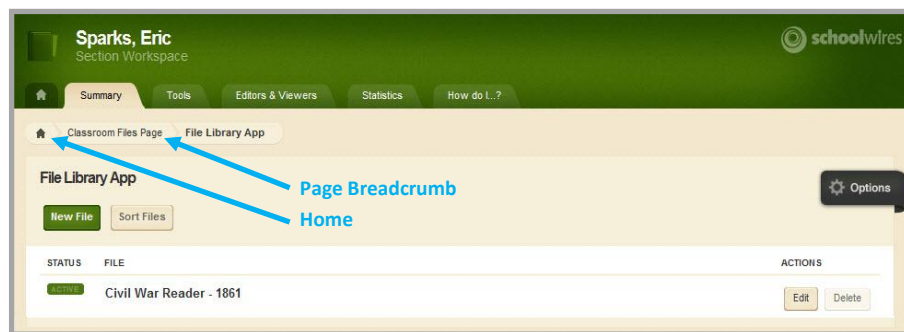 Sparks, Eric
Section Workspace
schoolwires
Summary Tools Editors & Viewers Statistics How do I...?
Classroom Files Page File Library App
File Library App
Page Breadcrumb
Options
New File Sort Files
Home
STATUS FILE ACTIONS
ACTIVE Civil War Reader - 1861 Edit Delete